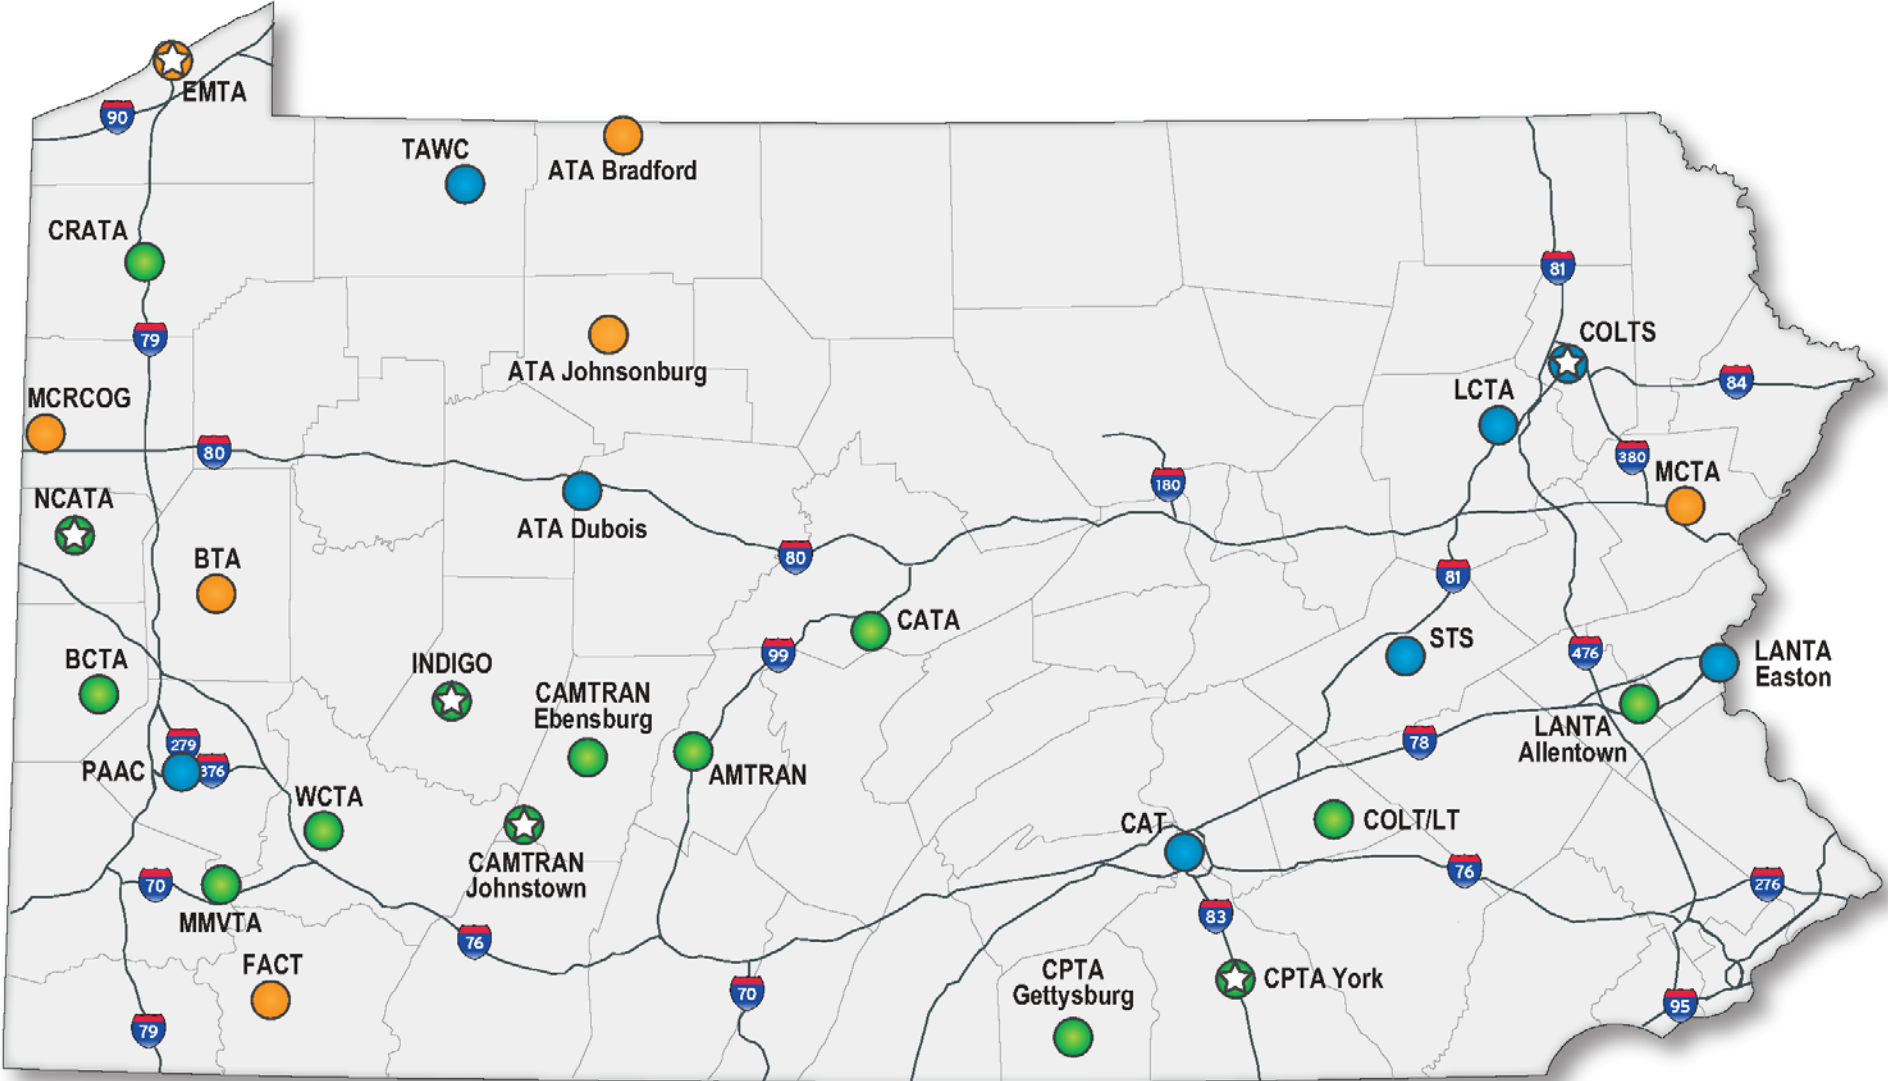 EMTA
90
TAWC
ATA Bradford
CRATA
79
81
ATA Johnsonburg
COLTS
MCRCOG
LCTA
84
80
380
MCTA
NCATA
180
ATA Dubois
BTA
80
81
CATA
STS
99
476
LANTA
Easton
BCTA
INDIGO
CAMTRAN
Ebensburg
LANTA
Allentown
279
78
PAAC
376
AMTRAN
WCTA
CAT
COLT/LT
CAMTRAN
Johnstown
70
76
276
MMVTA
83
76
FACT
CPTA
Gettysburg
CPTA York
70
95
79